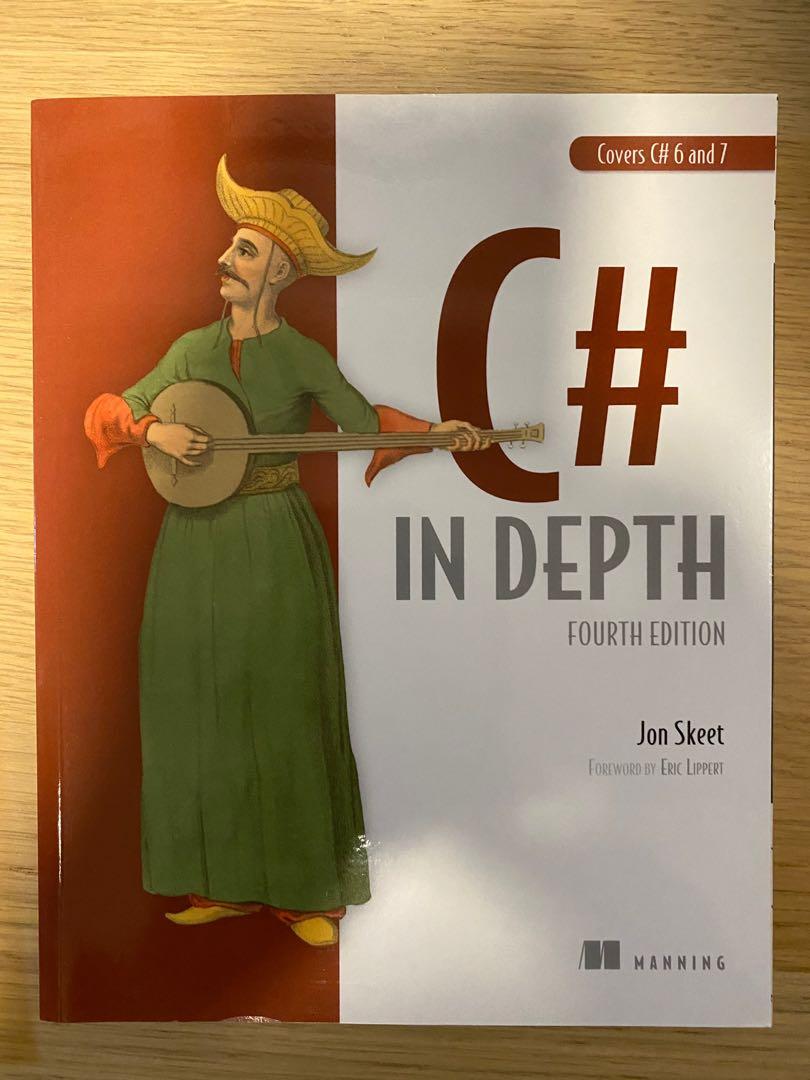 Covers C# 6 and 7
C#
IN DEPTH
FOURTH EDITION
Jon Skeet
FOREWORD BY ERIC LIPPERT
MANNING